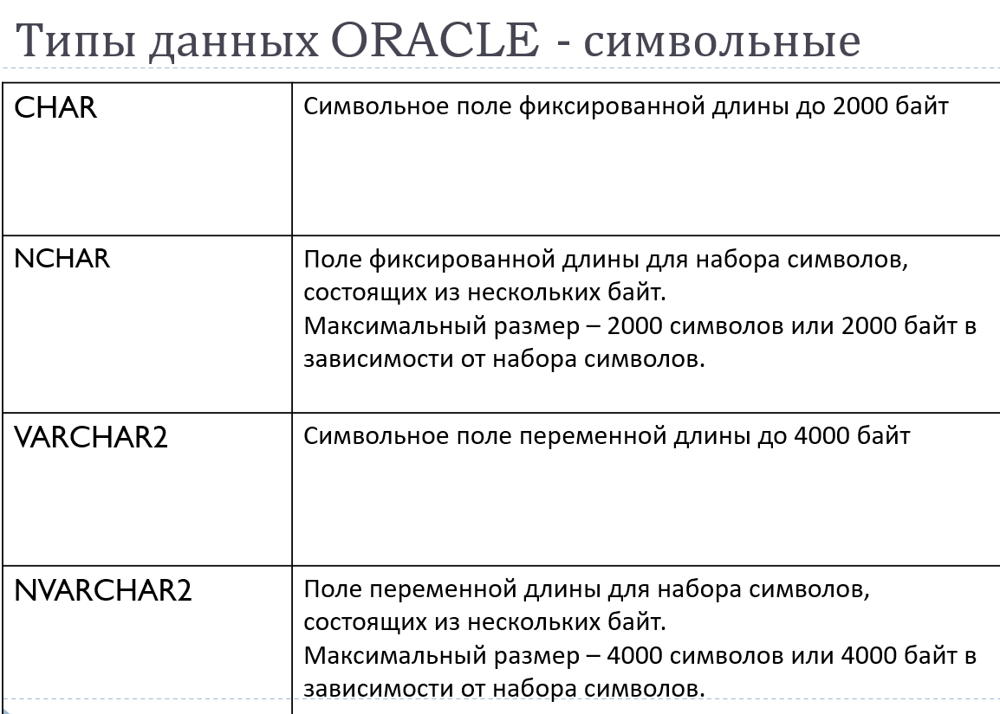 Типы данных ORACLE - символьные
CHAR
Символьное поле фиксированной длины до 2000 байт
NCHAR
Поле фиксированной длины для набора символов,
состоящих из нескольких байт.
Максимальный размер – 2000 символов или 2000 байт в
зависимости от набора символов.
VARCHAR2
Символьное поле переменной длины до 4000 байт
NVARCHAR2
Поле переменной длины для набора символов,
состоящих из нескольких байт.
Максимальный размер – 4000 символов или 4000 байт в
зависимости от набора символов.